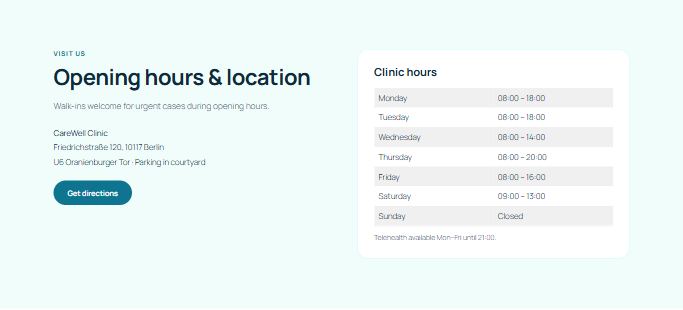 VISIT US
Opening hours & location
Walk-ins welcome for urgent cases during opening hours.
CareWell Clinic
Friedrichstraße 120, 10117 Berlin
U6 Oranienburger Tor · Parking in courtyard
Get directions
Clinic hours
Monday 08:00 – 18:00
Tuesday 08:00 – 18:00
Wednesday 08:00 – 14:00
Thursday 08:00 – 20:00
Friday 08:00 – 16:00
Saturday 09:00 – 13:00
Sunday Closed
Telehealth available Mon–Fri until 21:00.